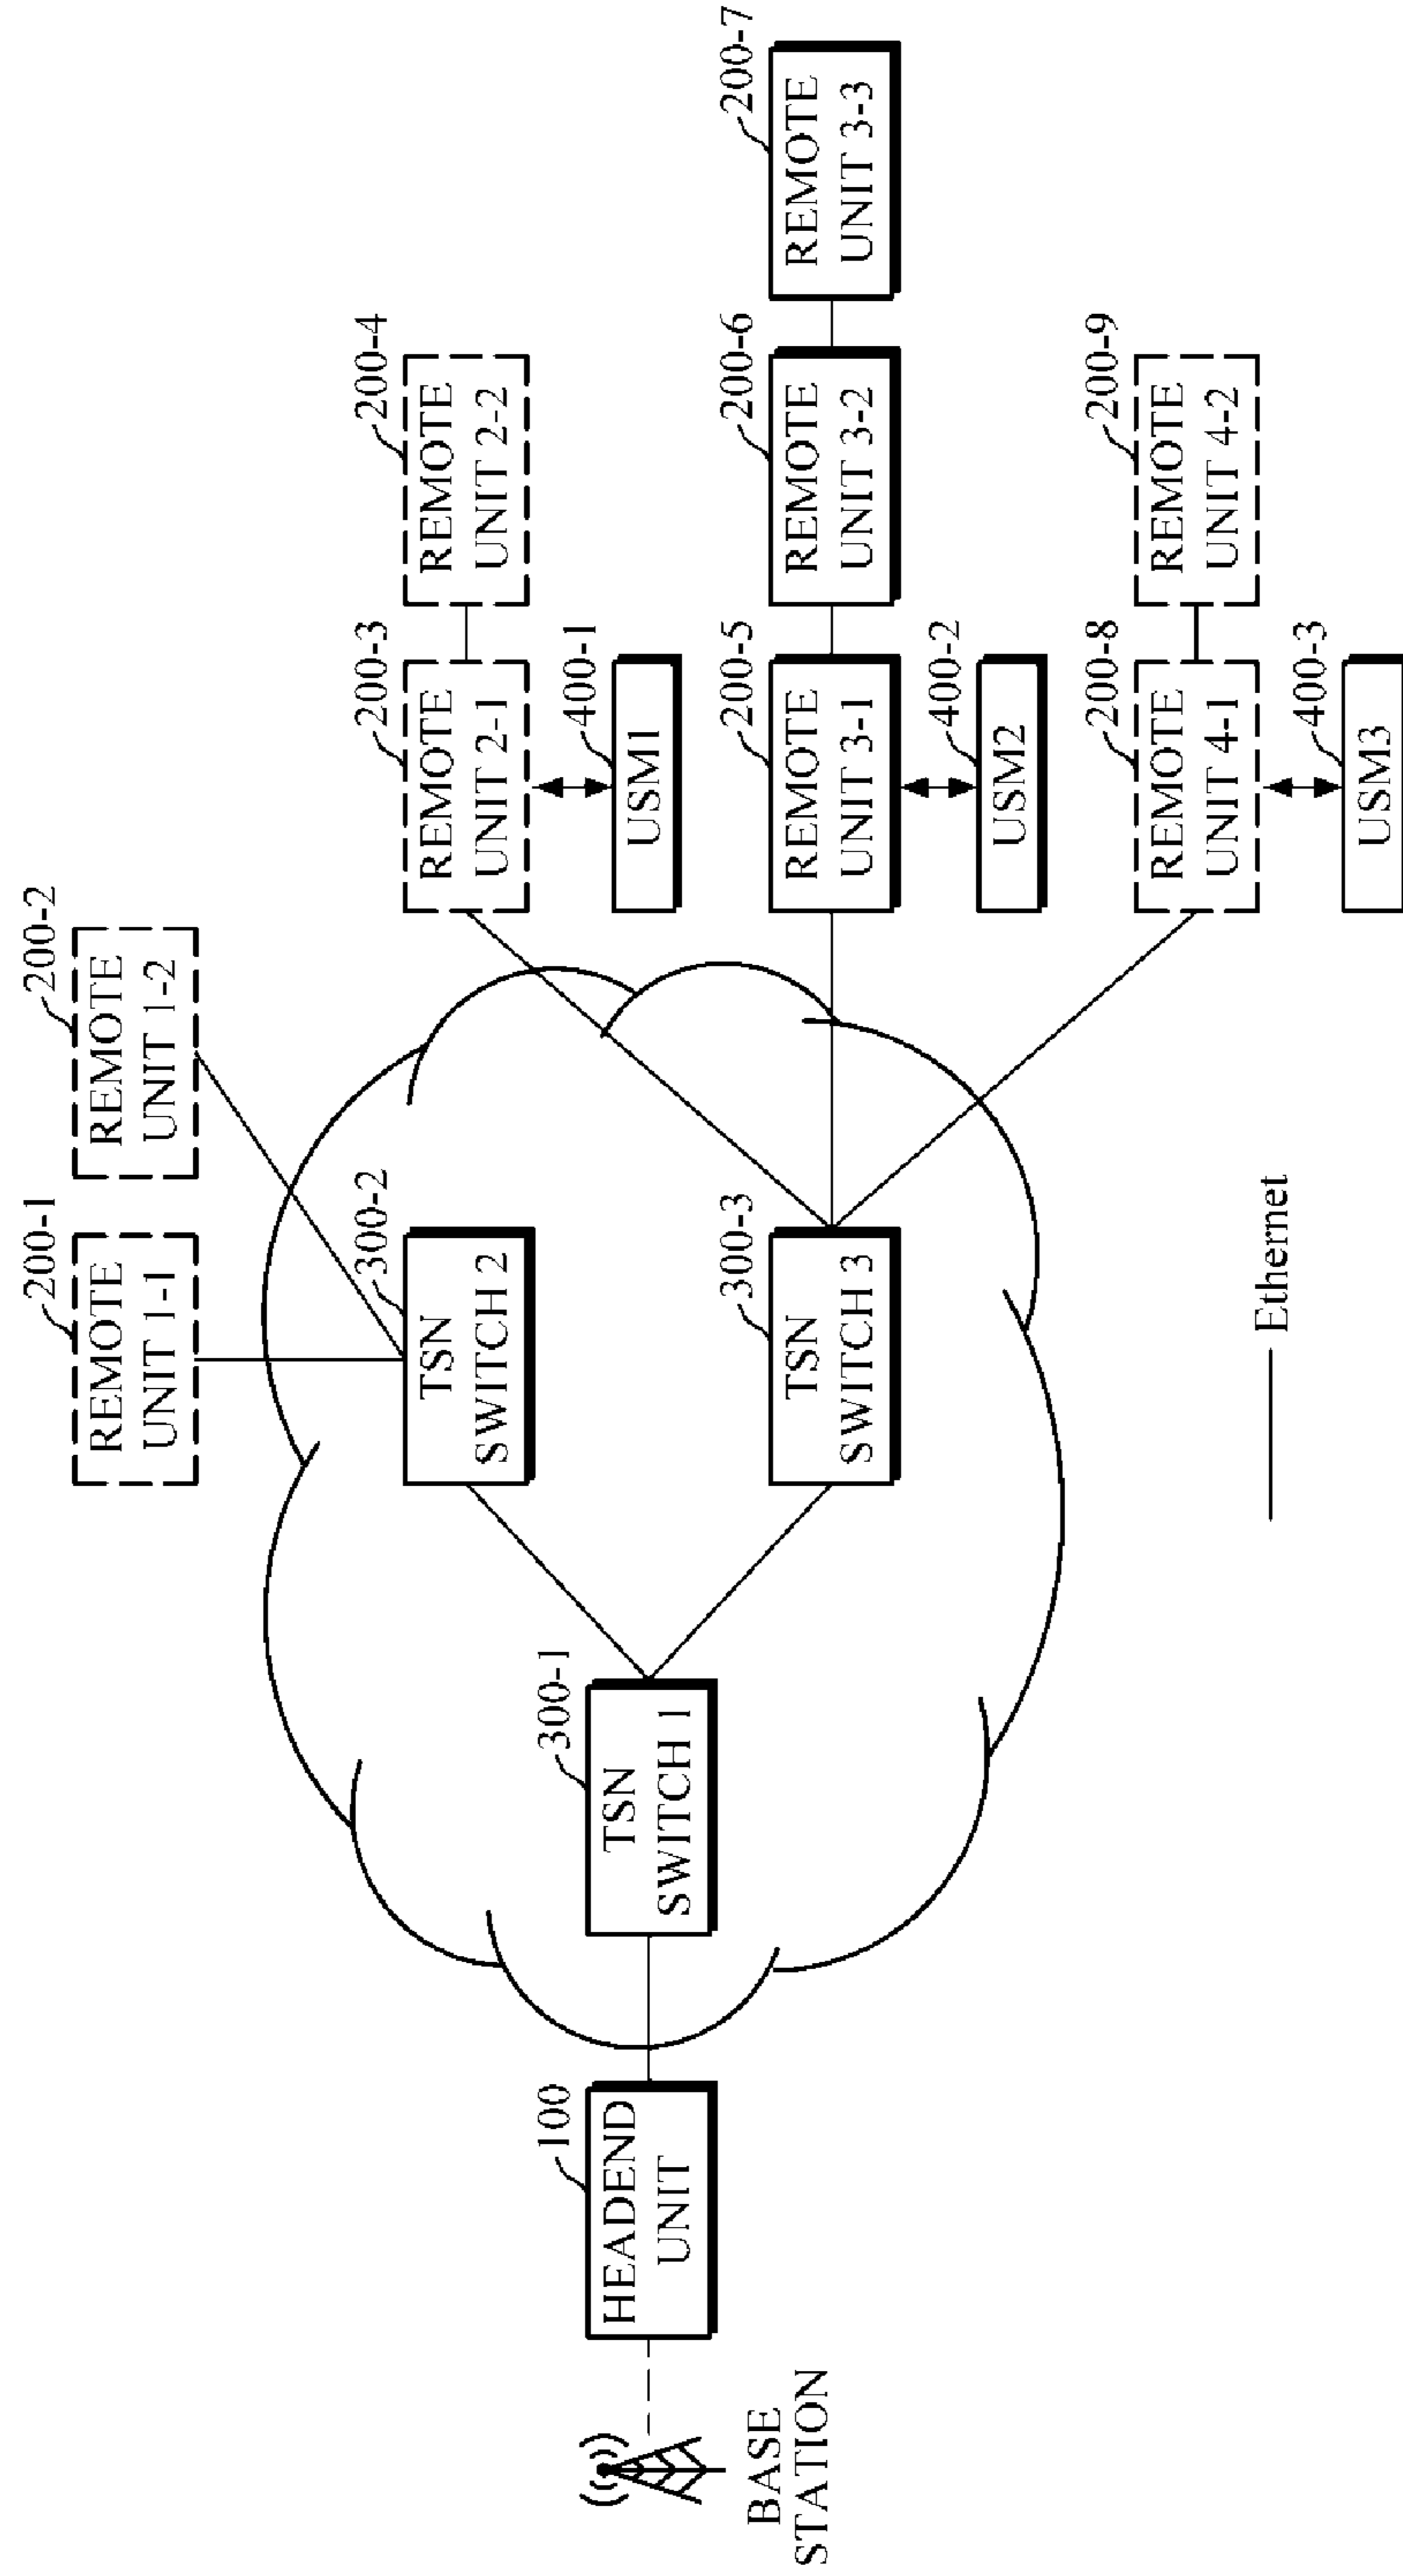 200-1
REMOTE
UNIT 1-1
200-2
REMOTE
UNIT 1-2
300-2
TSN
SWITCH 2
200-3
REMOTE
UNIT 2-1
200-4
REMOTE
UNIT 2-2
400-1
USM1
100
HEADEND
UNIT
300-1
TSN
SWITCH 1
300-3
TSN
SWITCH 3
200-5
REMOTE
UNIT 3-1
200-6
REMOTE
UNIT 3-2
200-7
REMOTE
UNIT 3-3
BASE
STATION
400-2
USM2
200-8
REMOTE
UNIT 4-1
200-9
REMOTE
UNIT 4-2
Ethernet
400-3
USM3